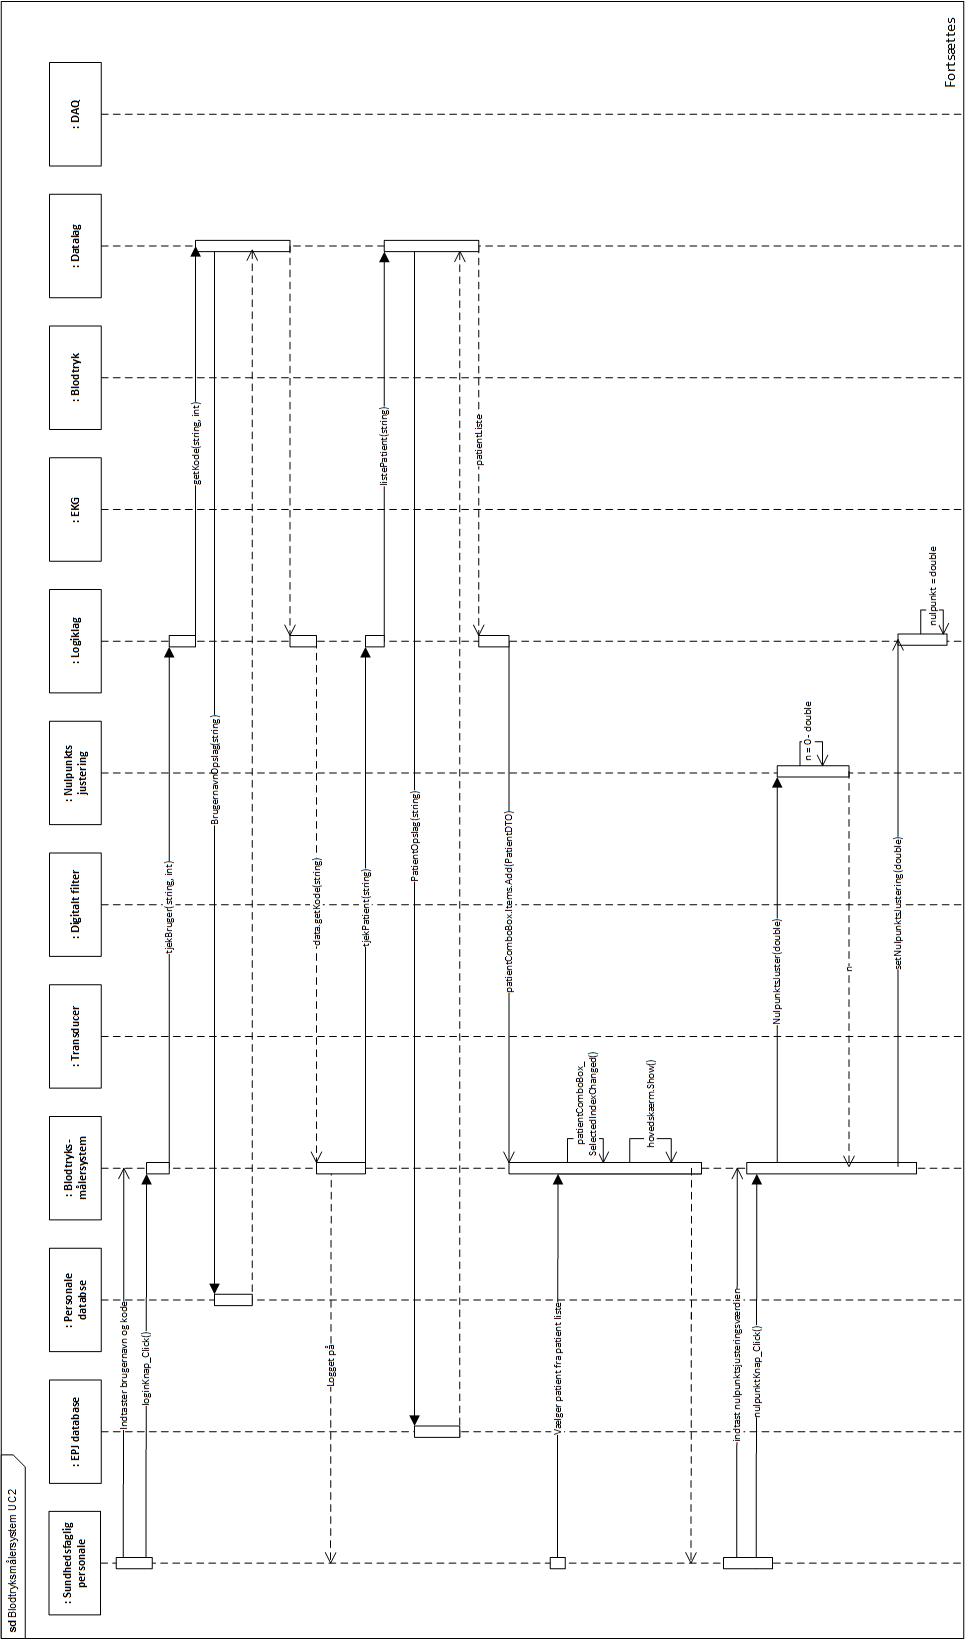 sd Blodtryksmålersystem UC2
: Sundhedsfaglig
personale
: EPJ database
: Personale
databse
: Blodtryks-
målersystem
: Transducer
: Digitalt filter
: Nulpunkts
justering
: Logiklag
: EKG
: Blodtryk
: Datalag
: DAQ
Indtaster brugernavn og kode
loginKnap_Click()
tjekBruger(string, int)
getKode(string, int)
BrugernavnOpslag(string)
data.getKode(string)
Logget på
tjekPatient(string)
listePatient(string)
PatientOpslag(string)
patientListe
patientComboBox.Items.Add(PatientDTO)
Vælger patient fra patient liste
patientComboBox_
SelectedIndexChanged()
hovedskærm.Show()
indtast nulpunktsjusteringsværdien
nulpunktKnap_Click()
NulpunktsJuster(double)
n = 0 - double
n
setNulpunktsJustering(double)
nulpunkt = double
Fortsættes